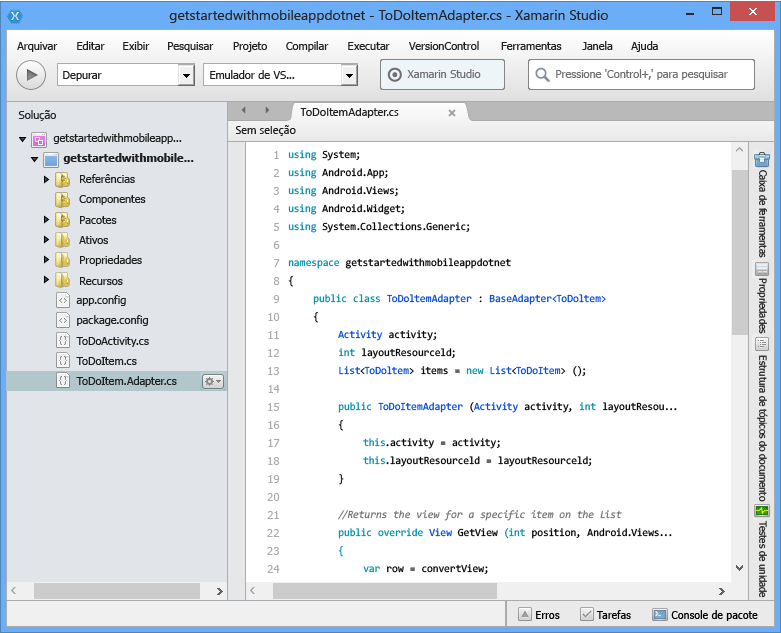 getstartedwithmobileappdotnet - ToDoItemAdapter.cs - Xamarin Studio
Arquivar Editar Exibir Pesquisar Projeto Compilar Executar VersionControl Ferramentas Janela Ajuda
Depurar Emulador de VS... Xamarin Studio Pressione 'Control+,' para pesquisar
Solução
getstartedwithmobileapp...
getstartedwithmobile...
Referências
Componentes
Pacotes
Ativos
Propriedades
Recursos
app.config
package.config
ToDoActivity.cs
ToDoItem.cs
ToDoItem.Adapter.cs
ToDoItemAdapter.cs
Sem seleção
1 using System;
2 using Android.App;
3 using Android.Views;
4 using Android.Widget;
5 using System.Collections.Generic;
6
7 namespace getstartedwithmobileappdotnet
8 {
9 public class ToDoItemAdapter : BaseAdapter<ToDoItem>
10 {
11 Activity activity;
12 int layoutResourceId;
13 List<ToDoItem> items = new List<ToDoItem> ();
14
15 public ToDoItemAdapter (Activity activity, int layoutResou...
16 {
17 this.activity = activity;
18 this.layoutResourceId = layoutResourceId;
19 }
20
21 //Returns the view for a specific item on the list
22 public override View GetView (int position, Android.Views...
23 {
24 var row = convertView;
Caixa de ferramentas
Propriedades
Estrutura de tópicos do documento
Testes de unidade
Erros Tarefas Console de pacote